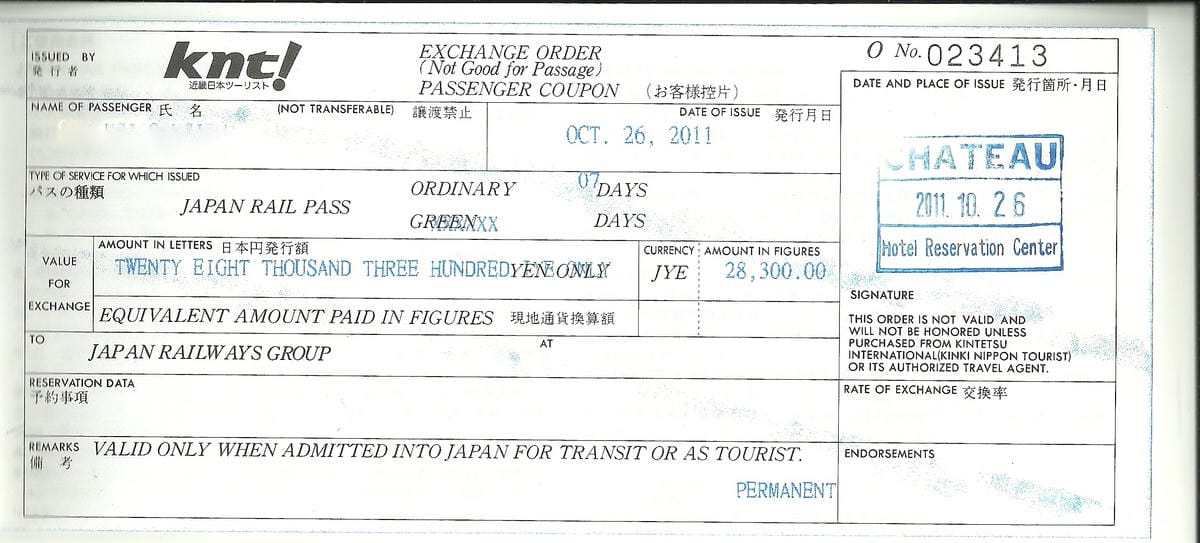 ISSUED BY
発行者
knt!
近畿日本ツーリスト
EXCHANGE ORDER
(Not Good for Passage)
PASSENGER COUPON (お客様控片)
O No. 023413
NAME OF PASSENGER 氏 名 (NOT TRANSFERABLE) 譲渡禁止
DATE OF ISSUE 発行月日
OCT. 26, 2011
DATE AND PLACE OF ISSUE 発行箇所・月日
CHATEAU
2011. 10. 26
Hotel Reservation Center
TYPE OF SERVICE FOR WHICH ISSUED
パスの種類
JAPAN RAIL PASS
ORDINARY 07 DAYS
GREEN XX DAYS
VALUE FOR EXCHANGE
AMOUNT IN LETTERS 日本円発行額
TWENTY EIGHT THOUSAND THREE HUNDRED YEN ONLY
CURRENCY
JYE
AMOUNT IN FIGURES
28,300.00
EQUIVALENT AMOUNT PAID IN FIGURES 現地通貨換算額
SIGNATURE
THIS ORDER IS NOT VALID AND
WILL NOT BE HONORED UNLESS
PURCHASED FROM KINTETSU
INTERNATIONAL(KINKI NIPPON TOURIST)
OR ITS AUTHORIZED TRAVEL AGENT.
TO
JAPAN RAILWAYS GROUP
AT
RESERVATION DATA
予約事項
RATE OF EXCHANGE 交換率
REMARKS
備 考
VALID ONLY WHEN ADMITTED INTO JAPAN FOR TRANSIT OR AS TOURIST.
PERMANENT
ENDORSEMENTS